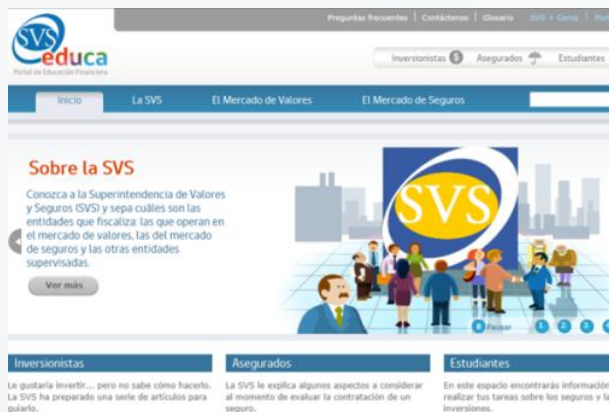 Preguntas frecuentes | Contáctenos | Glosario SVS + Cerca
SVS
educa
Portal de Educación Financiera
Inversionistas $ Asegurados Estudiantes
Inicio La SVS El Mercado de Valores El Mercado de Seguros
Sobre la SVS
Conozca a la Superintendencia de Valores
y Seguros (SVS) y sepa cuáles son las
entidades que fiscaliza: las que operan en
el mercado de valores, las del mercado
de seguros y las otras entidades
supervisadas.
Ver más
SVS
Pausar 1 2 3 4
Inversionistas
Le gustaría invertir... pero no sabe cómo hacerlo.
La SVS ha preparado una serie de artículos para
guiarlo.
Asegurados
La SVS le explica algunos aspectos a considerar
al momento de evaluar la contratación de un
seguro.
Estudiantes
En este espacio encontrarás información
realizar tus tareas sobre los seguros y la
inversiones.